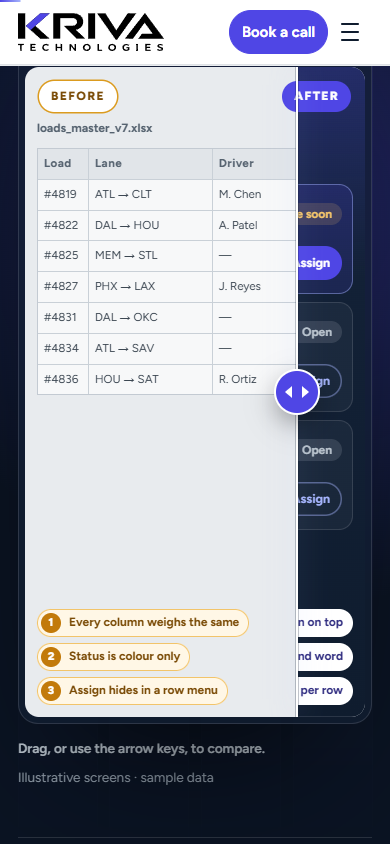 KRIVA
TECHNOLOGIES
Book a call
BEFORE
AFTER
loads_master_v7.xlsx
Load Lane Driver
#4819 ATL → CLT M. Chen
#4822 DAL → HOU A. Patel
#4825 MEM → STL —
#4827 PHX → LAX J. Reyes
#4831 DAL → OKC —
#4834 ATL → SAV —
#4836 HOU → SAT R. Ortiz
soon
Assign
Open
Open
Assign
1 Every column weighs the same
on top
2 Status is colour only
word
3 Assign hides in a row menu
per row
Drag, or use the arrow keys, to compare.
Illustrative screens · sample data